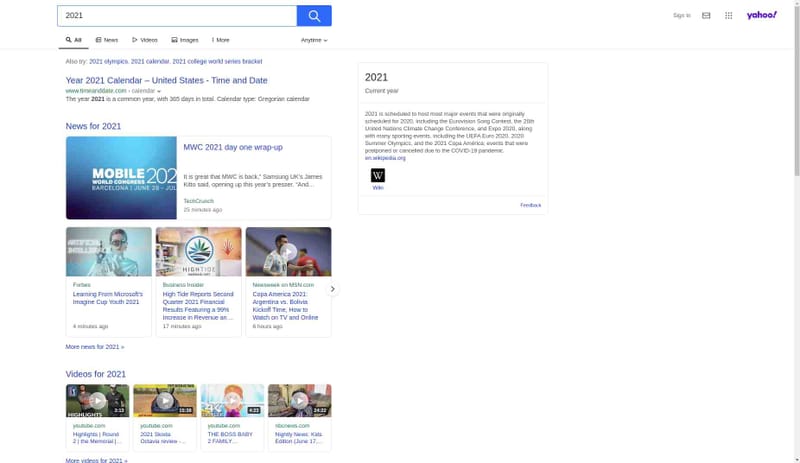 2021
Sign in
yahoo!
All
News
Videos
Images
More
Anytime
Also try: 2021 olympics, 2021 calendar, 2021 college world series bracket
Year 2021 Calendar – United States - Time and Date
www.timeanddate.com › calendar
The year 2021 is a common year, with 365 days in total. Calendar type: Gregorian calendar
News for 2021
MOBILE 202
WORLD CONGRESS
BARCELONA | JUNE 28 - JUL
MWC 2021 day one wrap-up
It is great that MWC is back," Samsung UK's James
Kitto said, opening up this year's presser. "And...
TechCrunch
25 minutes ago
ARTIFICIAL
INTELLIGENCE
Forbes
Learning From Microsoft's
Imagine Cup Youth 2021
4 minutes ago
HIGHTIDE
Business Insider
High Tide Reports Second
Quarter 2021 Financial
Results Featuring a 99%
Increase in Revenue an ...
17 minutes ago
Newsweek on MSN.com
Copa America 2021:
Argentina vs. Bolivia
Kickoff Time, How to
Watch on TV and Online
6 hours ago
More news for 2021 »
Videos for 2021
HIGHLIGHTS
3:13
youtube.com
Highlights | Round
2 | the Memorial |...
youtube.com
2021 Skoda
Octavia review -...
4K
4:23
youtube.com
THE BOSS BABY
2 FAMILY...
24:22
nbcnews.com
Nightly News: Kids
Edition (June 17,...
More videos for 2021 »
2021
Current year
2021 is scheduled to host most major events that were originally
scheduled for 2020, including the Eurovision Song Contest, the 26th
United Nations Climate Change Conference, and Expo 2020, along
with many sporting events, including the UEFA Euro 2020, 2020
Summer Olympics, and the 2021 Copa América; events that were
postponed or canceled due to the COVID-19 pandemic.
en.wikipedia.org
W
Wiki
Feedback